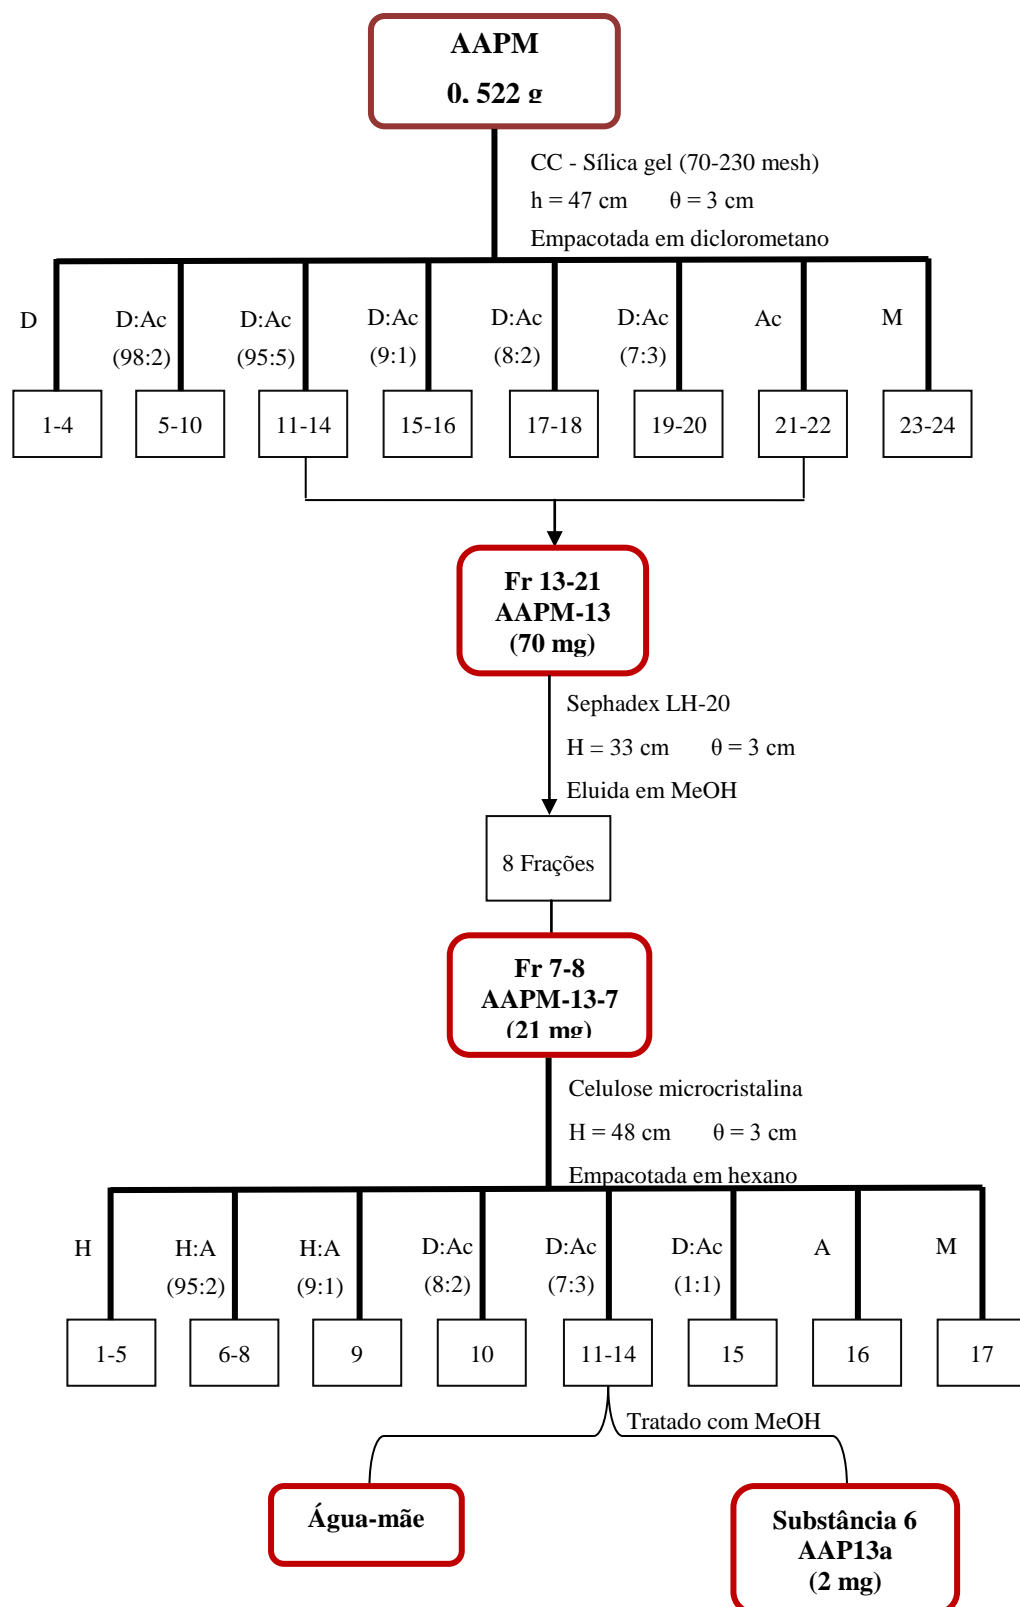 AAPM
0, 522 g
CC - Sílica gel (70-230 mesh)
h = 47 cm θ = 3 cm
Empacotada em diclorometano
D
D:Ac
(98:2)
D:Ac
(95:5)
D:Ac
(9:1)
D:Ac
(8:2)
D:Ac
(7:3)
Ac
M
1-4
5-10
11-14
15-16
17-18
19-20
21-22
23-24
Fr 13-21
AAPM-13
(70 mg)
Sephadex LH-20
H = 33 cm θ = 3 cm
Eluida em MeOH
8 Frações
Fr 7-8
AAPM-13-7
(21 mg)
Celulose microcristalina
H = 48 cm θ = 3 cm
Empacotada em hexano
H
H:A
(95:2)
H:A
(9:1)
D:Ac
(8:2)
D:Ac
(7:3)
D:Ac
(1:1)
A
M
1-5
6-8
9
10
11-14
15
16
17
Tratado com MeOH
Água-mãe
Substância 6
AAP13a
(2 mg)